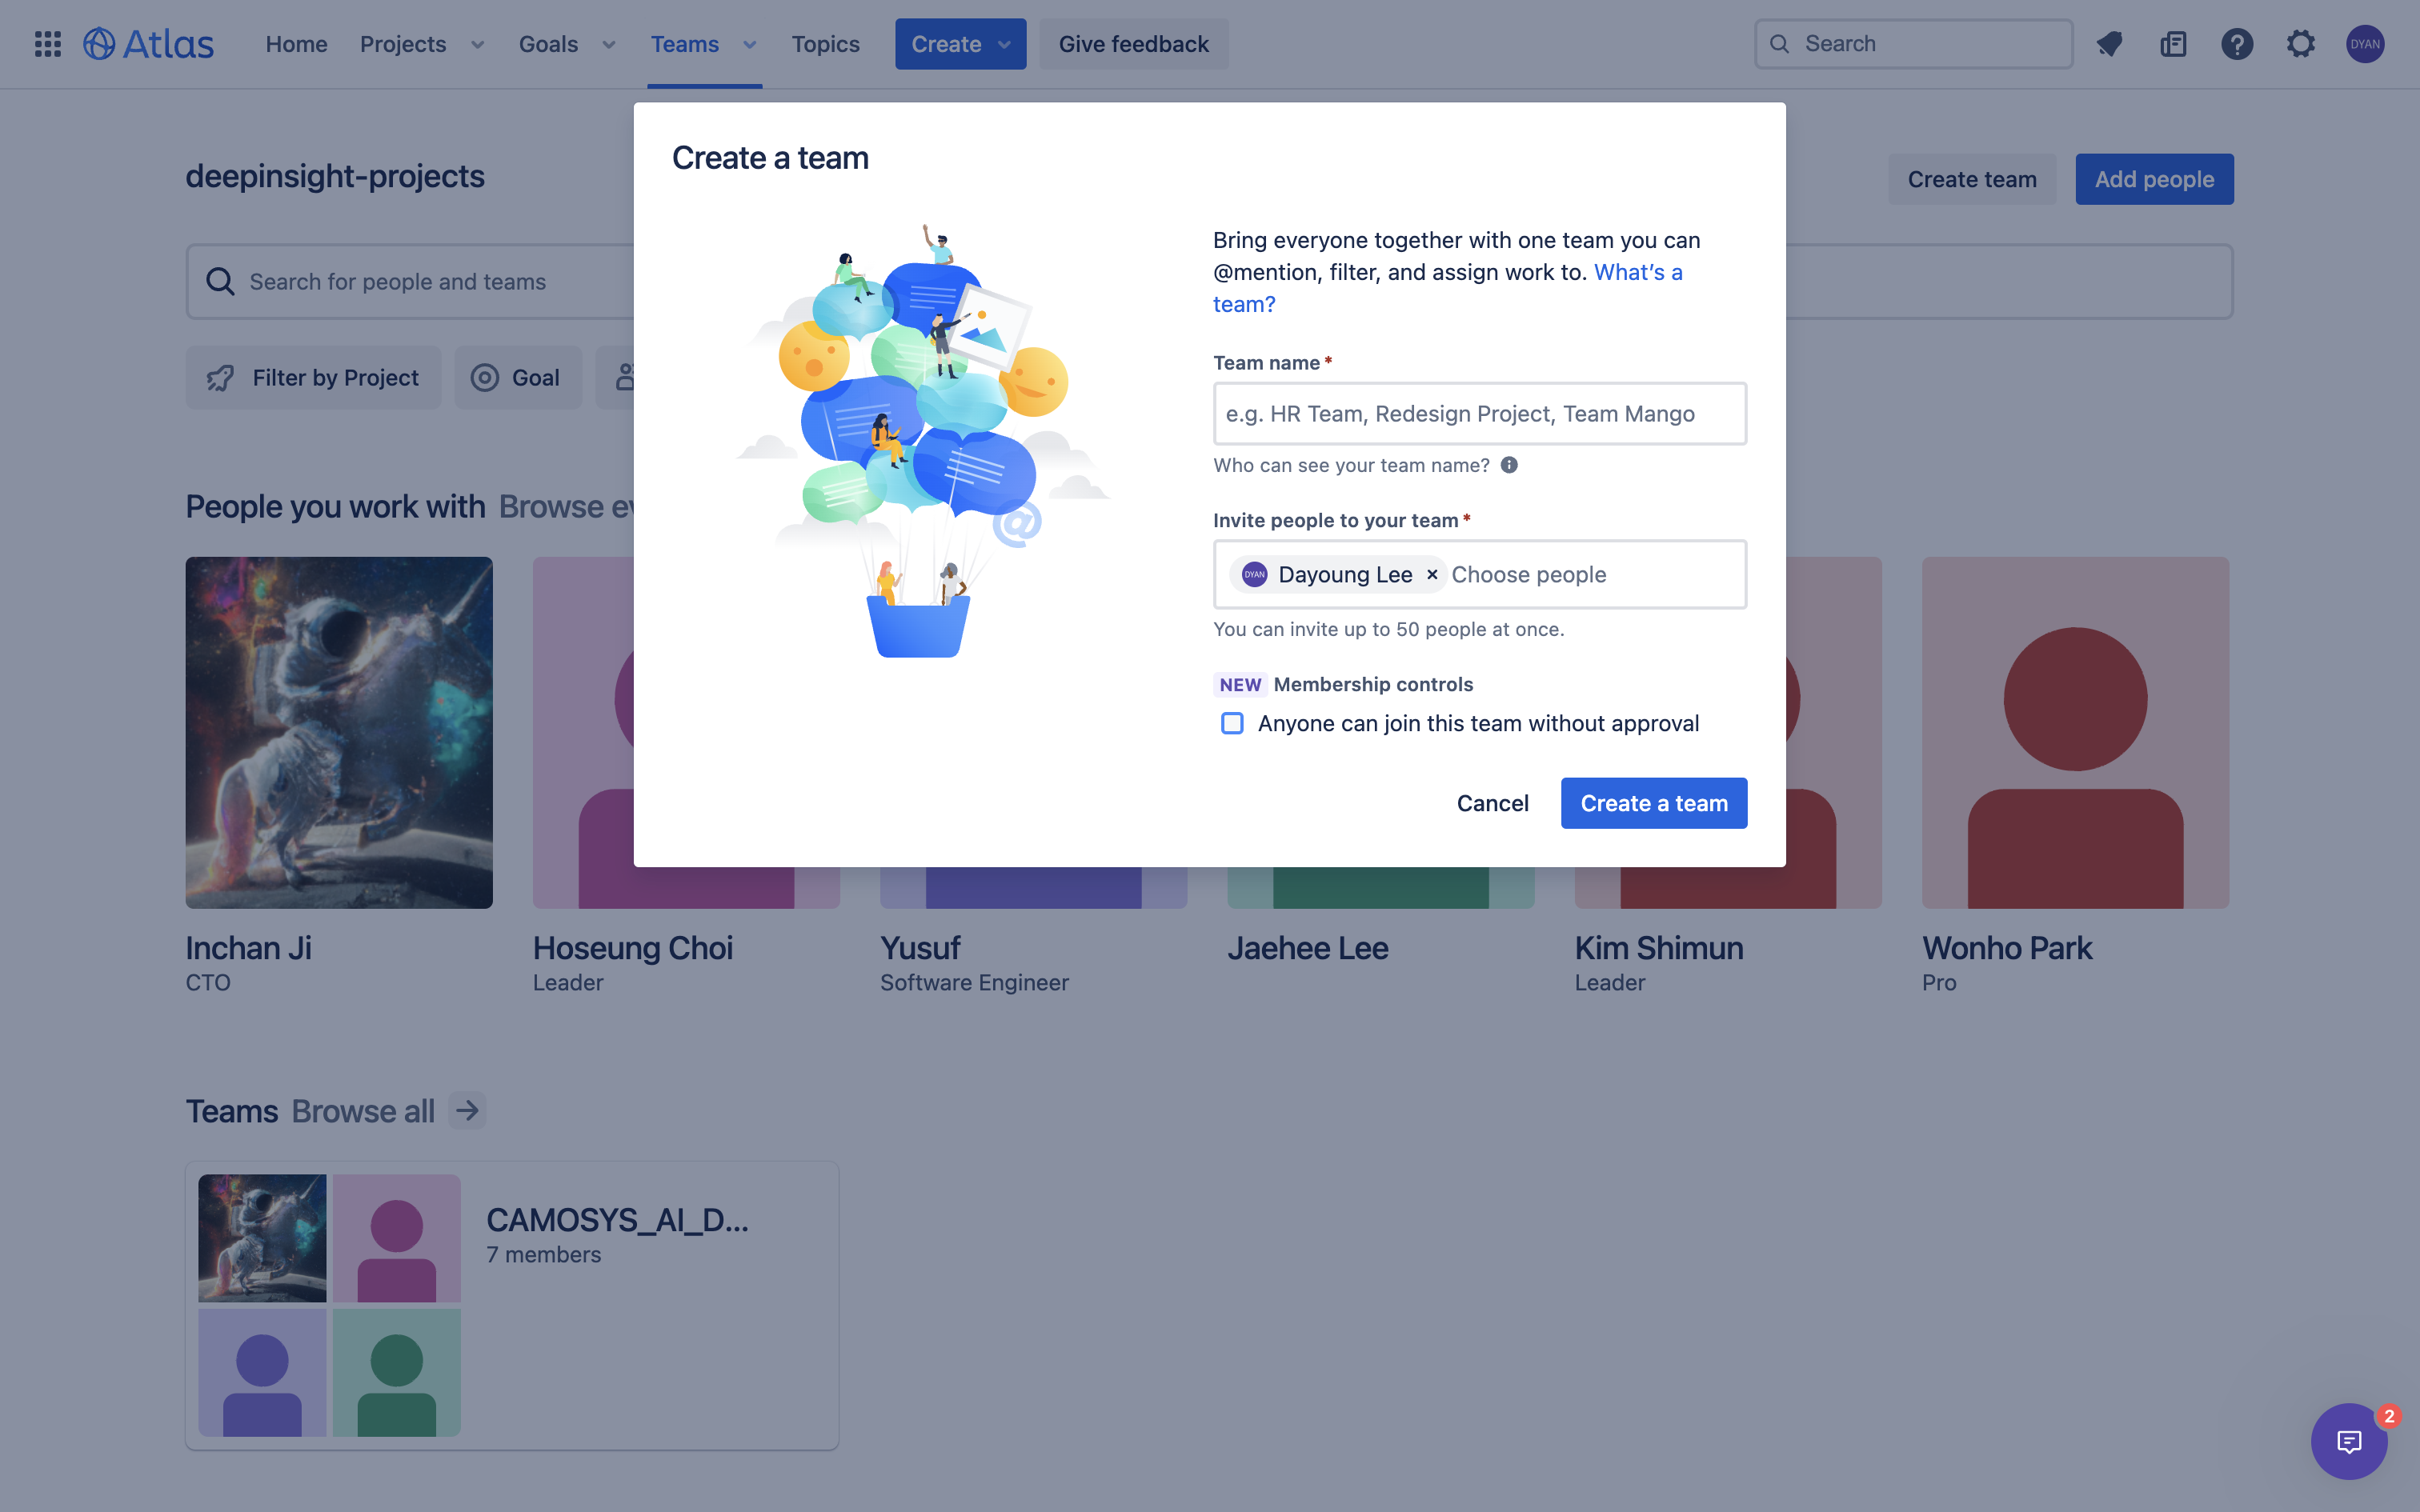 Atlas
Home
Projects
Goals
Teams
Topics
Create
Give feedback
Search
DYAN
deepinsight-projects
Create team
Add people
Search for people and teams
Filter by Project
Goal
People you work with
Browse ev
Create a team
Bring everyone together with one team you can
@mention, filter, and assign work to. What's a
team?
Team name*
e.g. HR Team, Redesign Project, Team Mango
Who can see your team name?
Invite people to your team*
DYAN Dayoung Lee × Choose people
You can invite up to 50 people at once.
NEW Membership controls
Anyone can join this team without approval
Cancel
Create a team
@
Inchan Ji
CTO
Hoseung Choi
Leader
Yusuf
Software Engineer
Jaehee Lee
Kim Shimun
Leader
Wonho Park
Pro
Teams
Browse all
CAMOSYS_AI_D...
7 members
2